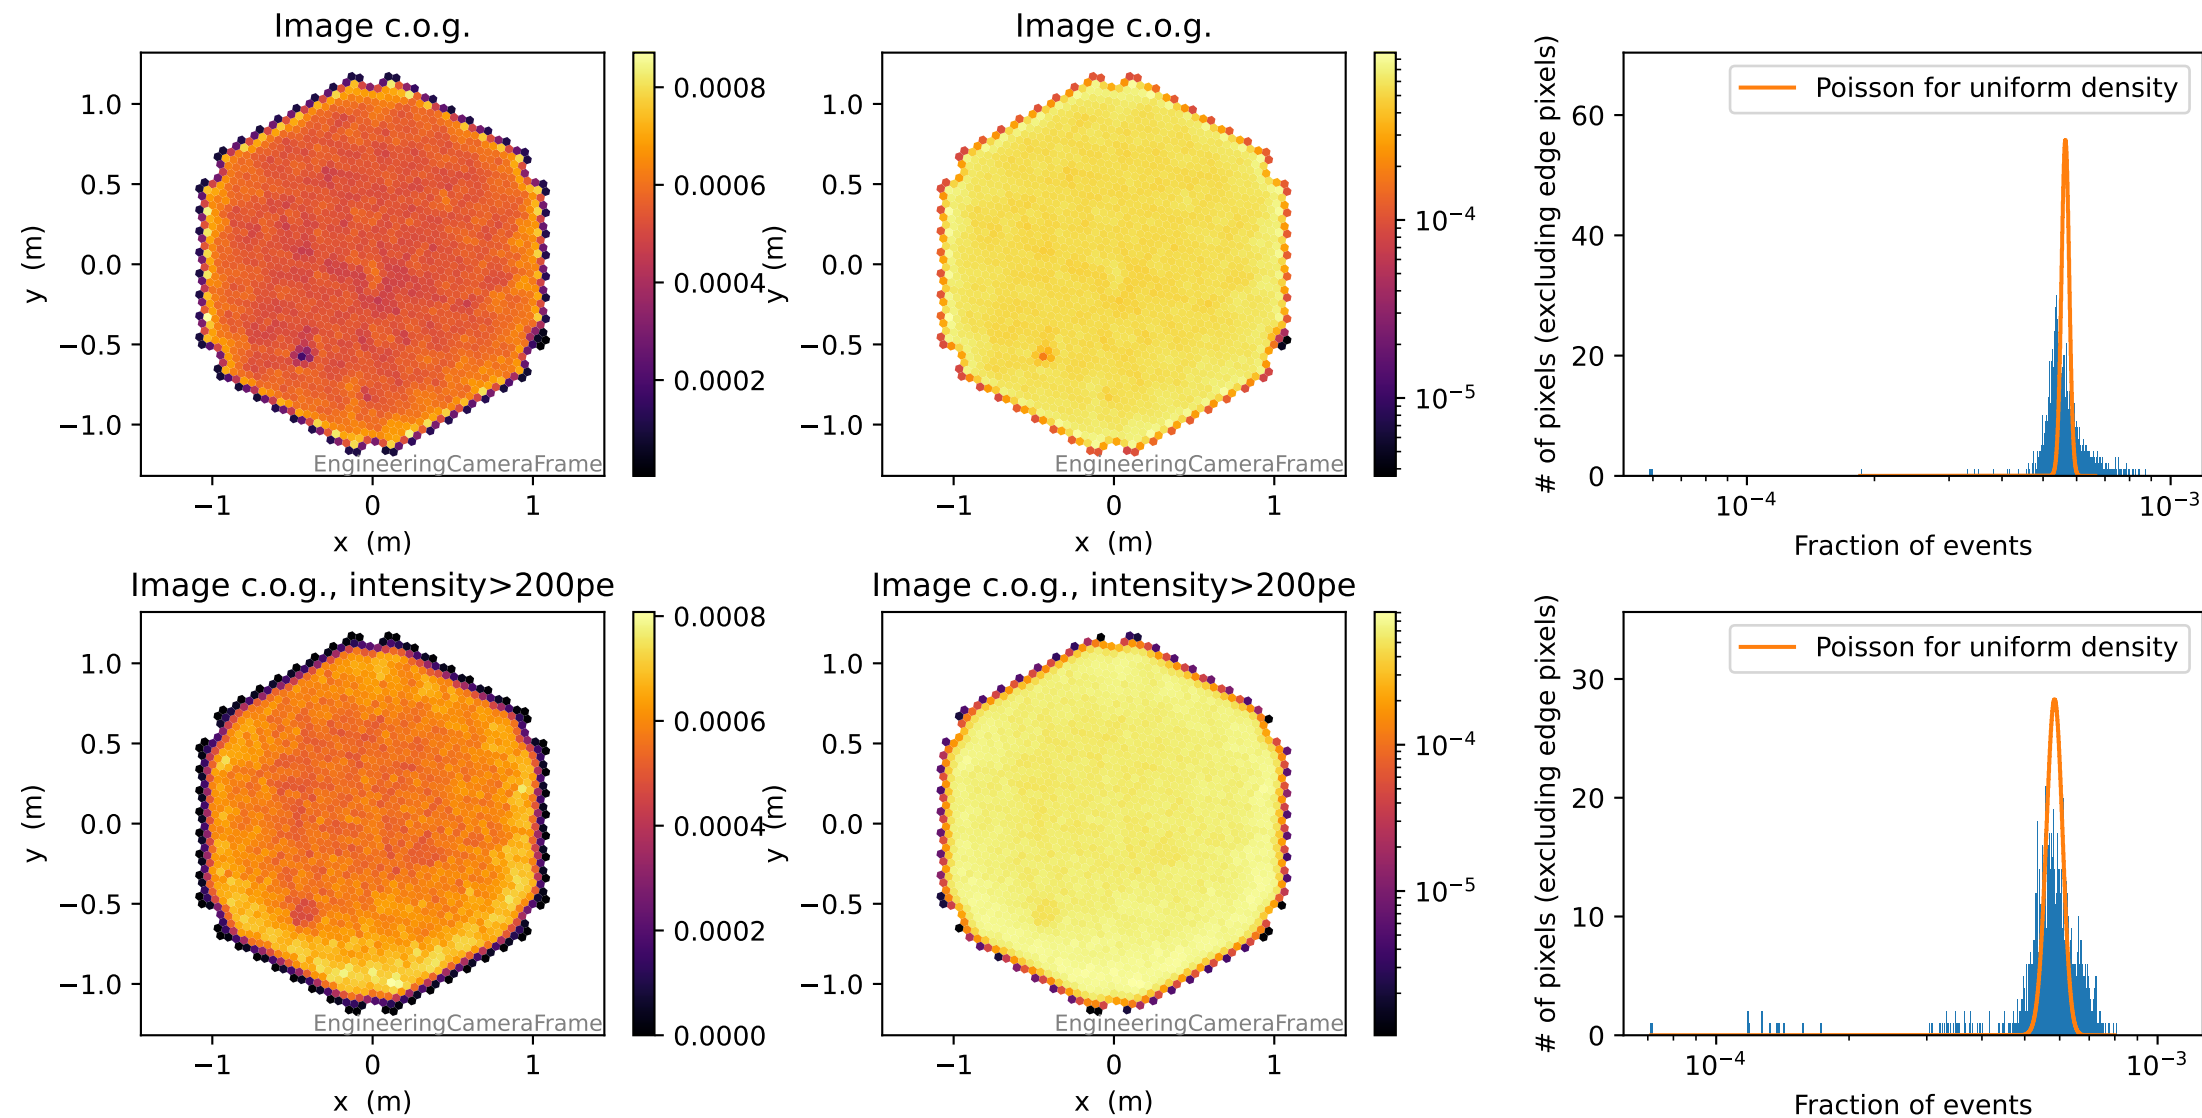 Image c.o.g.
1.0
0.5
0.0
−0.5
−1.0
y (m)
−1
0
1
x (m)
EngineeringCameraFrame
0.0008
0.0006
0.0004
0.0002
Image c.o.g.
1.0
0.5
0.0
−0.5
−1.0
y (m)
−1
0
1
x (m)
EngineeringCameraFrame
10⁻⁴
10⁻⁵
# of pixels (excluding edge pixels)
60
40
20
0
Poisson for uniform density
10⁻⁴
10⁻³
Fraction of events
Image c.o.g., intensity>200pe
1.0
0.5
0.0
−0.5
−1.0
y (m)
−1
0
1
x (m)
EngineeringCameraFrame
0.0008
0.0006
0.0004
0.0002
0.0000
Image c.o.g., intensity>200pe
1.0
0.5
0.0
−0.5
−1.0
y (m)
−1
0
1
x (m)
EngineeringCameraFrame
10⁻⁴
10⁻⁵
# of pixels (excluding edge pixels)
30
20
10
0
Poisson for uniform density
10⁻⁴
10⁻³
Fraction of events